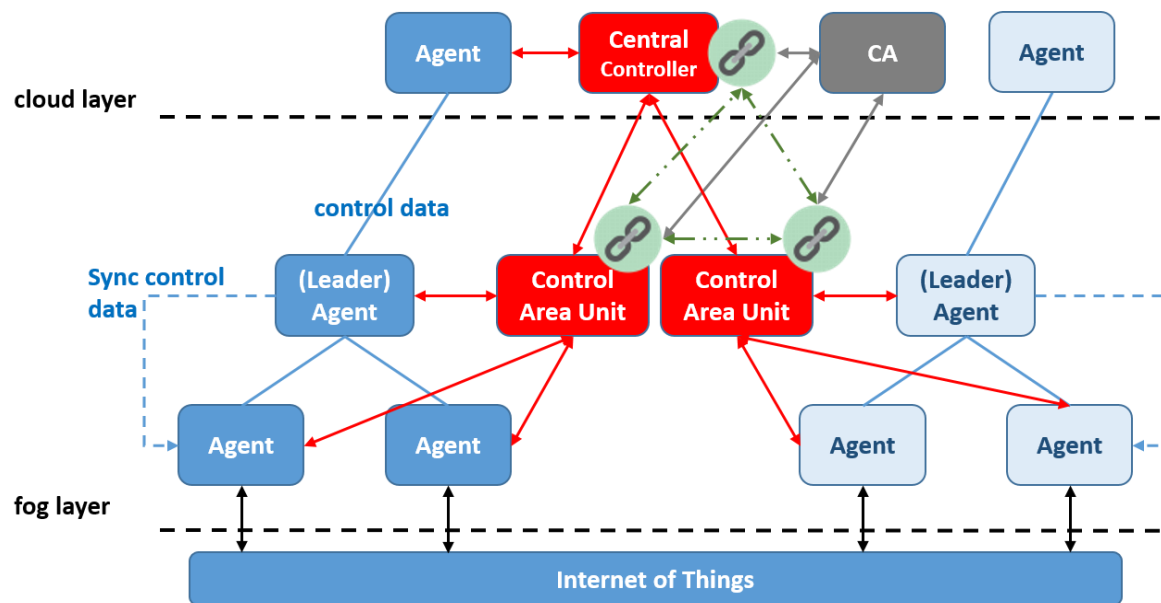 Agent
Central
Controller
CA
Agent
cloud layer
control data
Sync control
data
(Leader)
Agent
Control
Area Unit
Control
Area Unit
(Leader)
Agent
Agent
Agent
Agent
Agent
fog layer
Internet of Things